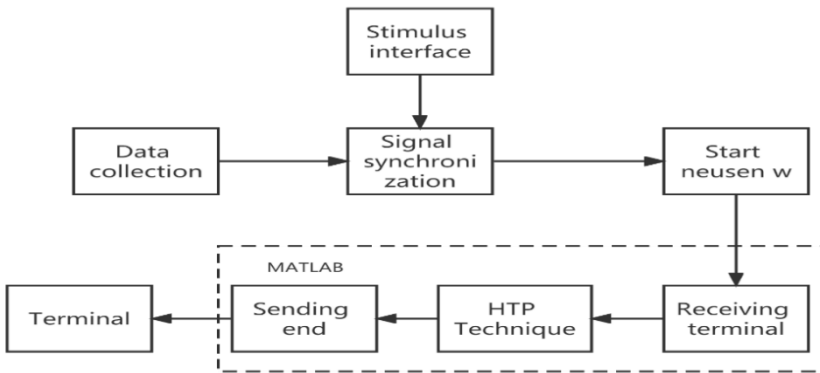 Stimulus
interface
Data
collection
Signal
synchroni
zation
Start
neusen w
MATLAB
Terminal
Sending
end
HTP
Technique
Receiving
terminal